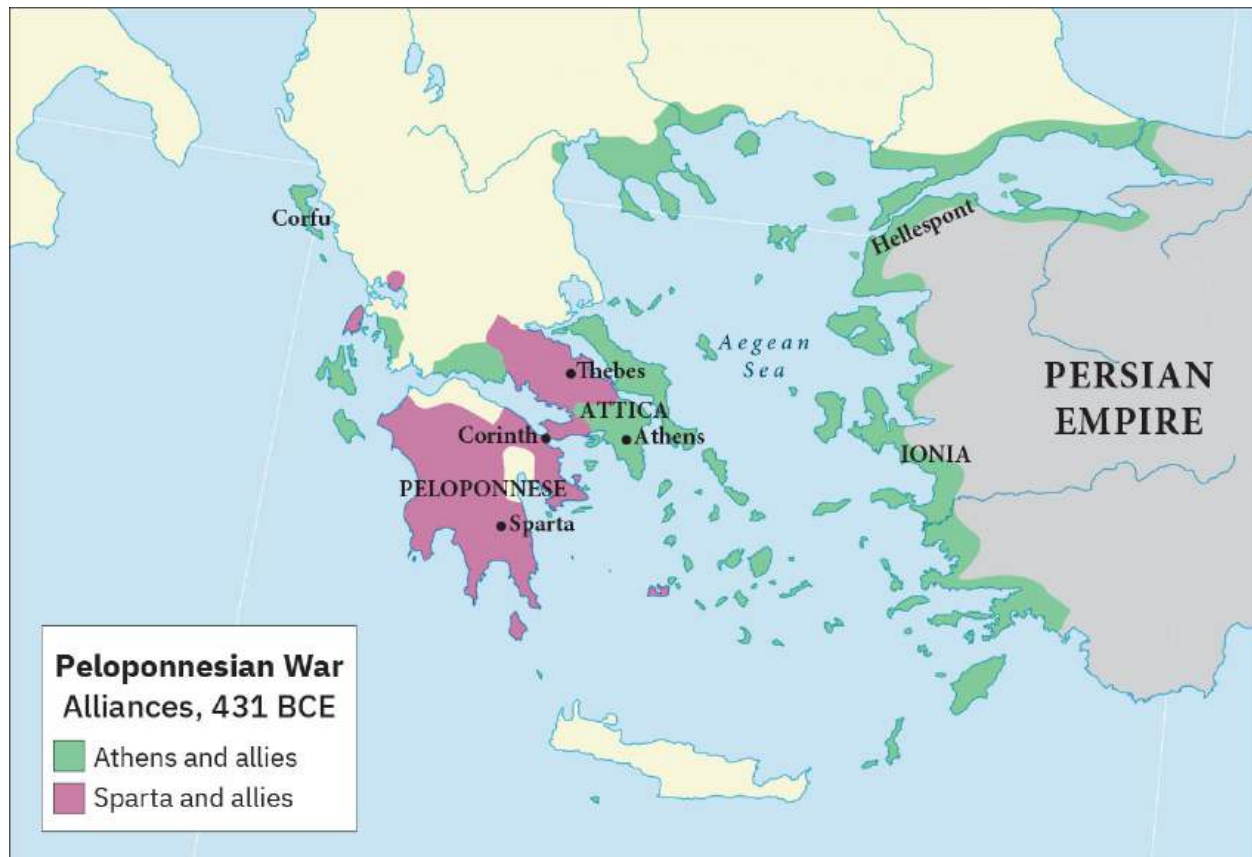 Corfu
Hellespont
Aegean
Sea
Thebes
PERSIAN
EMPIRE
ATTICA
Corinth
Athens
IONIA
PELOPONNESE
Sparta
Peloponnesian War
Alliances, 431 BCE
Athens and allies
Sparta and allies